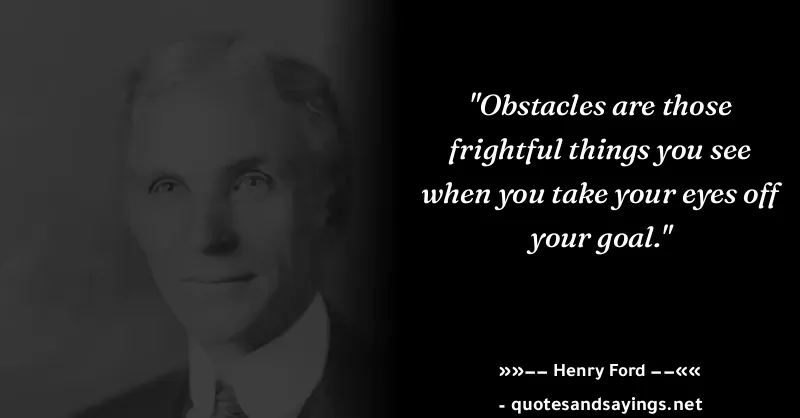 "Obstacles are those
frightful things you see
when you take your eyes off
your goal."
»»−− Henry Ford −−««
- quotesandsayings.net